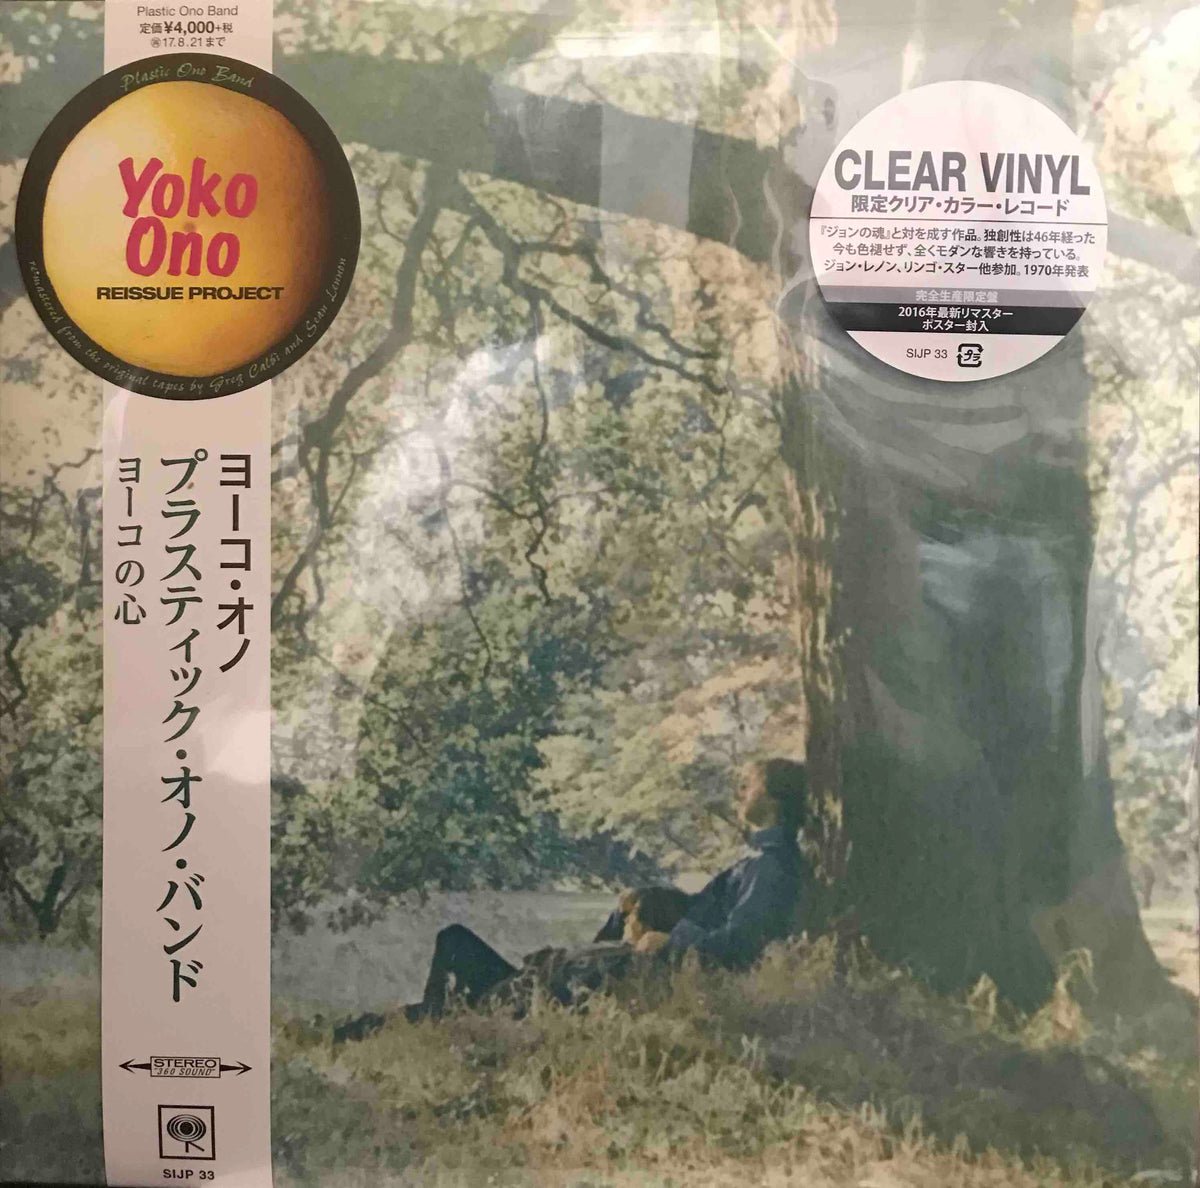 Plastic Ono Band
定価¥4,000+税
㊞17.8.21まで
Plastic Ono Band
Yoko
Ono
REISSUE PROJECT
remastered from the original tapes by Greg Calbi and Sean Lennon
ヨーコ・オノ
プラスティック・オノ・バンド
ヨーコの心
STEREO
"360 SOUND"
SIJP 33
CLEAR VINYL
限定クリア・カラー・レコード
『ジョンの魂』と対を成す作品。独創性は46年経った
今も色褪せず、全くモダンな響きを持っている。
ジョン・レノン、リンゴ・スター他参加。1970年発表
完全生産限定盤
2016年最新リマスター
ポスター封入
SIJP 33
プラ